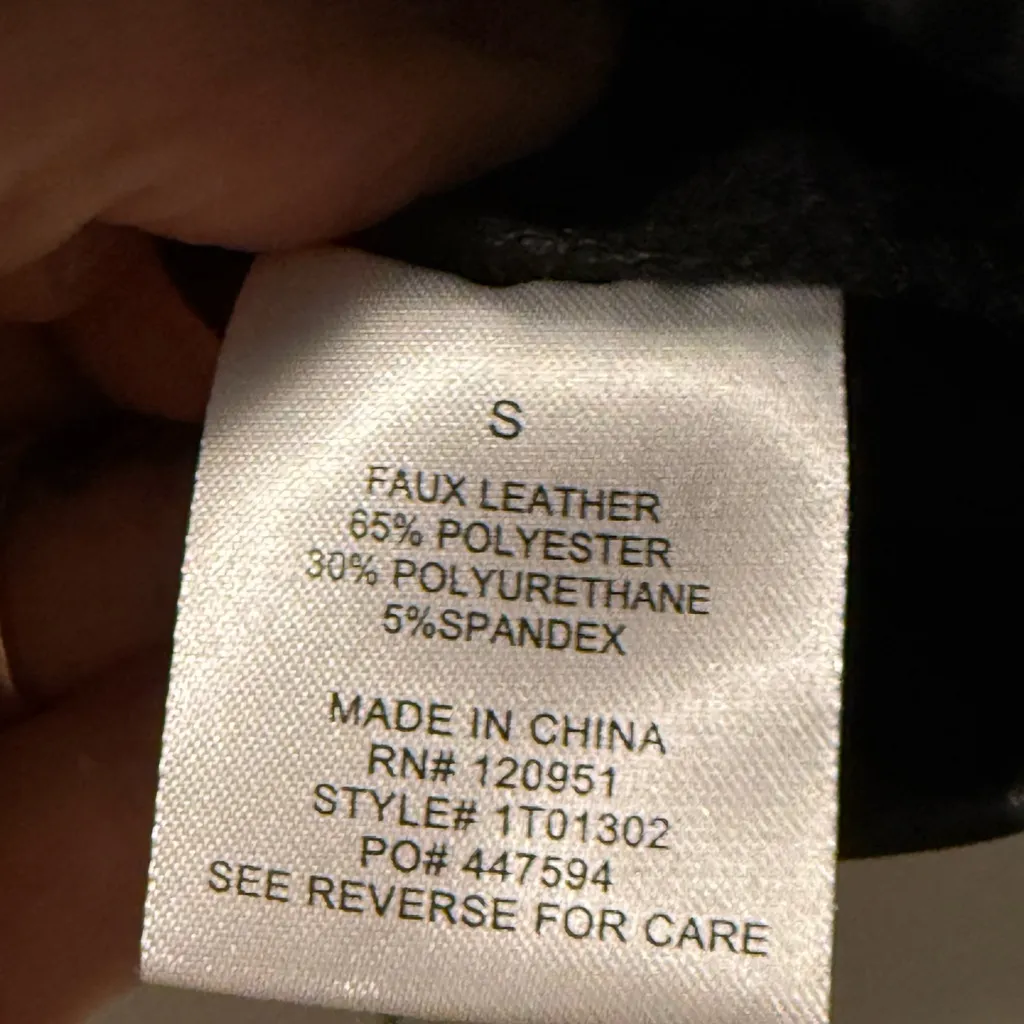 S
FAUX LEATHER
65% POLYESTER
30% POLYURETHANE
5%SPANDEX
MADE IN CHINA
RN# 120951
STYLE# 1T01302
PO# 447594
SEE REVERSE FOR CARE